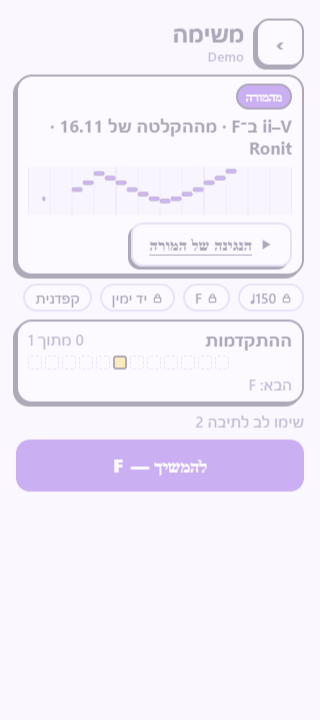 משימה
Demo
מהמורה
ii–V ב־F · מההקלטה של 16.11 ·
Ronit
הנגינה של המורה
♩150
F
יד ימין
קפדנית
ההתקדמות
0 מתוך 1
הבא: F
שימו לב לתיבה 2
להמשיך — F